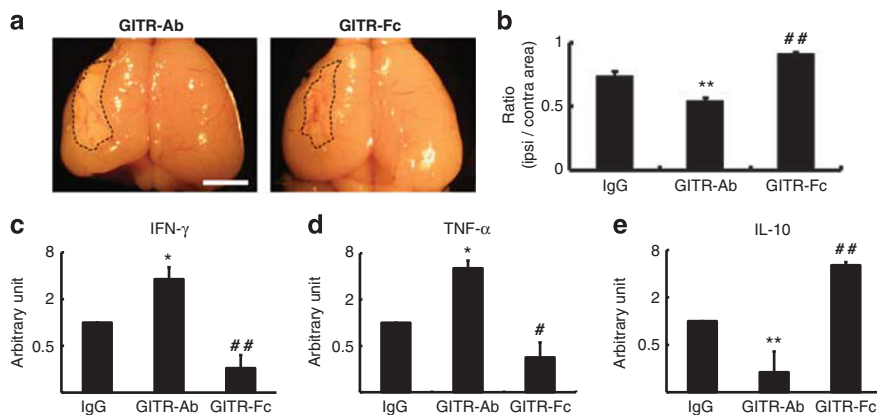 a
GITR-Ab
GITR-Fc
b
Ratio
(ipsi / contra area)
1
0.5
0
**
##
IgG
GITR-Ab
GITR-Fc
c
IFN-γ
Arbitrary unit
8
2
0.5
*
##
IgG
GITR-Ab
GITR-Fc
d
TNF-α
Arbitrary unit
8
2
0.5
*
#
IgG
GITR-Ab
GITR-Fc
e
IL-10
Arbitrary unit
8
2
0.5
**
##
IgG
GITR-Ab
GITR-Fc